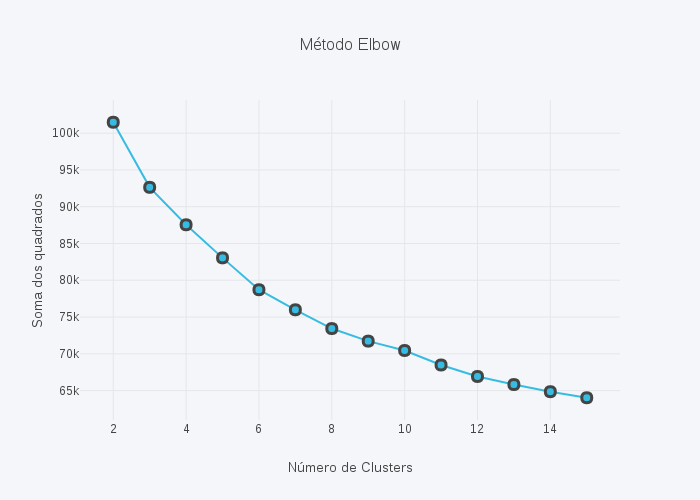 Método Elbow
Soma dos quadrados
100k
95k
90k
85k
80k
75k
70k
65k
2 4 6 8 10 12 14
Número de Clusters